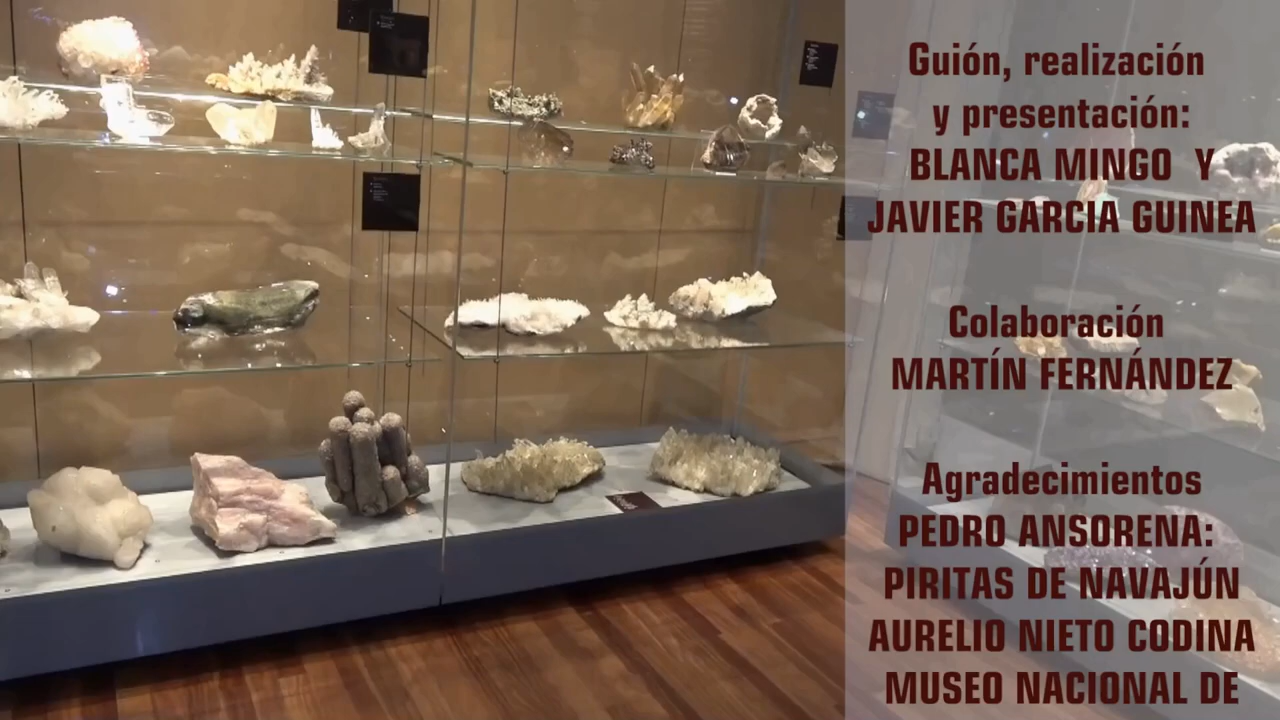 Guión, realización
y presentación:
BLANCA MINGO Y
JAVIER GARCIA GUINEA
Colaboración
MARTÍN FERNÁNDEZ
Agradecimientos
PEDRO ANSORENA:
PIRITAS DE NAVAJÚN
AURELIO NIETO CODINA
MUSEO NACIONAL DE